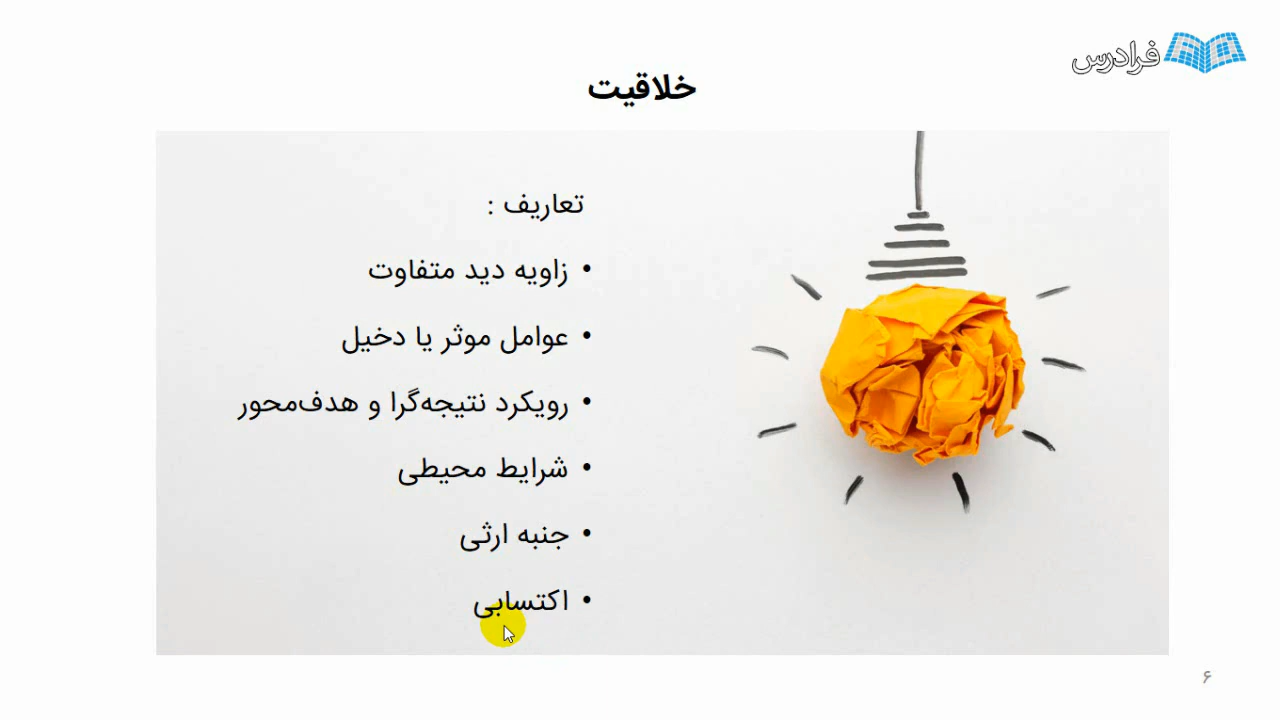 فرادرس
خلاقیت
تعاریف :
• زاویه دید متفاوت
• عوامل موثر یا دخیل
• رویکرد نتیجه‌گرا و هدف‌محور
• شرایط محیطی
• جنبه ارثی
• اکتسابی
۶